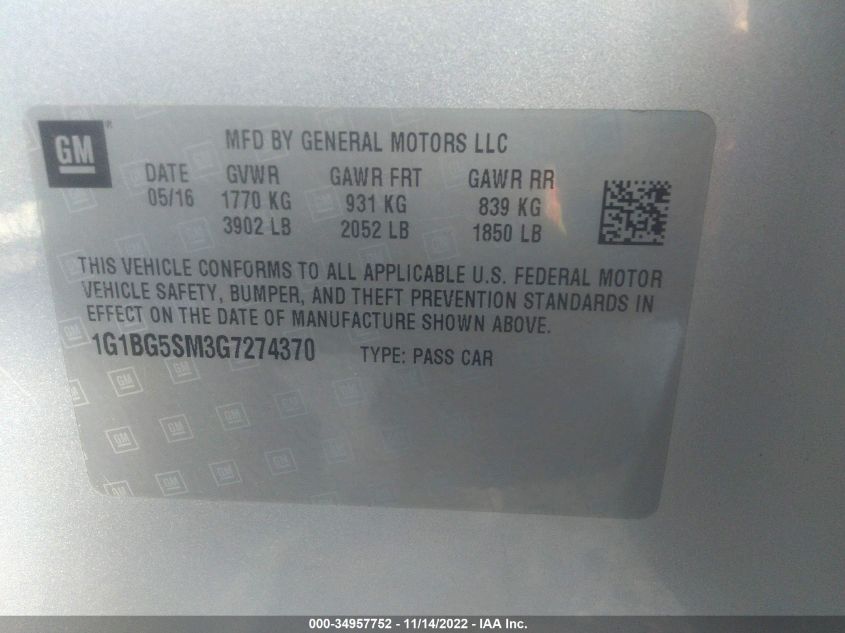 GM
MFD BY GENERAL MOTORS LLC
DATE GVWR GAWR FRT GAWR RR
05/16 1770 KG 931 KG 839 KG
3902 LB 2052 LB 1850 LB
THIS VEHICLE CONFORMS TO ALL APPLICABLE U.S. FEDERAL MOTOR
VEHICLE SAFETY, BUMPER, AND THEFT PREVENTION STANDARDS IN
EFFECT ON THE DATE OF MANUFACTURE SHOWN ABOVE.
1G1BG5SM3G7274370 TYPE: PASS CAR
000-34957752 - 11/14/2022 - IAA Inc.